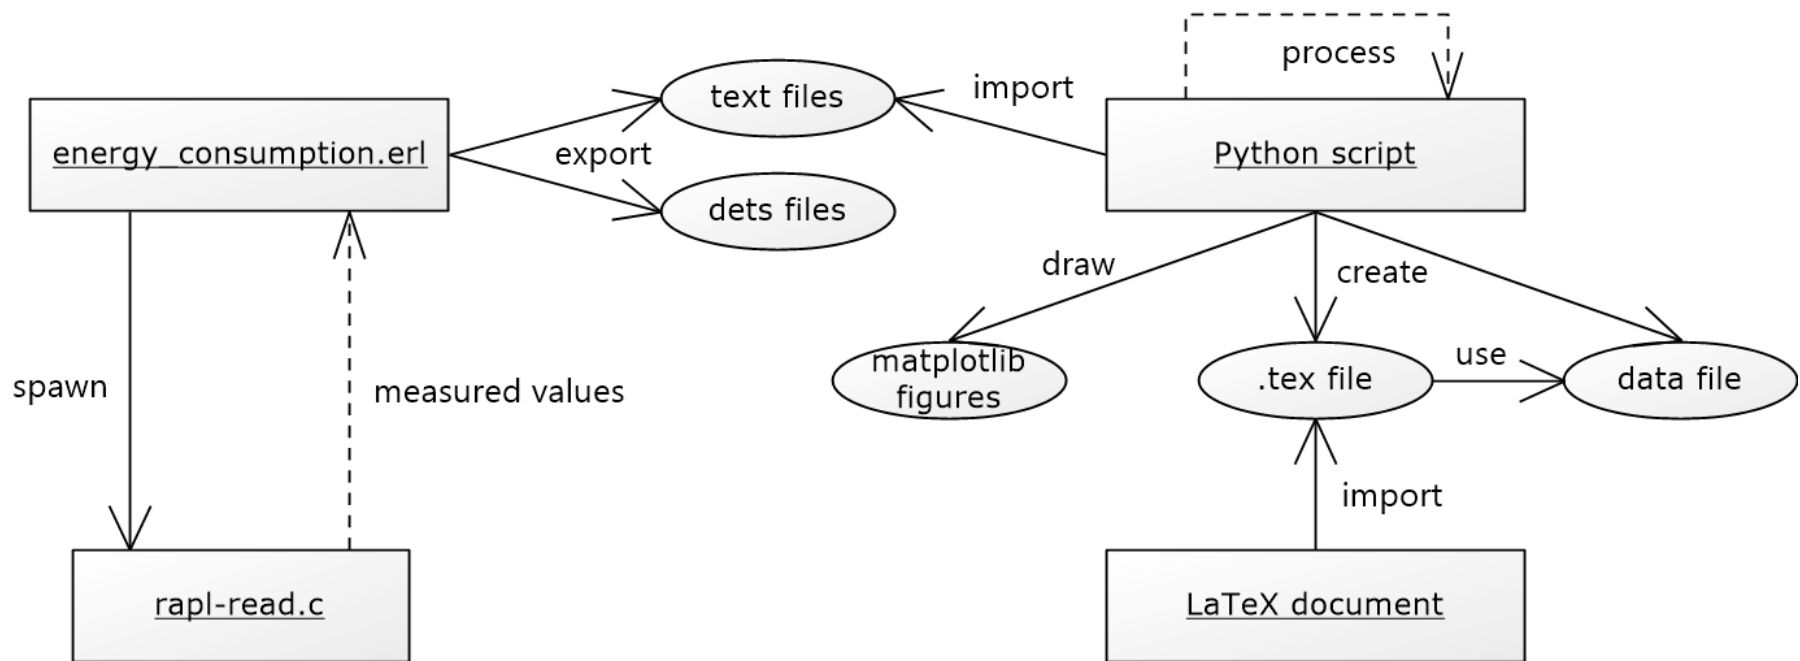 process
text files
import
energy_consumption.erl
export
Python script
dets files
draw
create
matplotlib
figures
.tex file
use
data file
spawn
measured values
import
rapl-read.c
LaTeX document